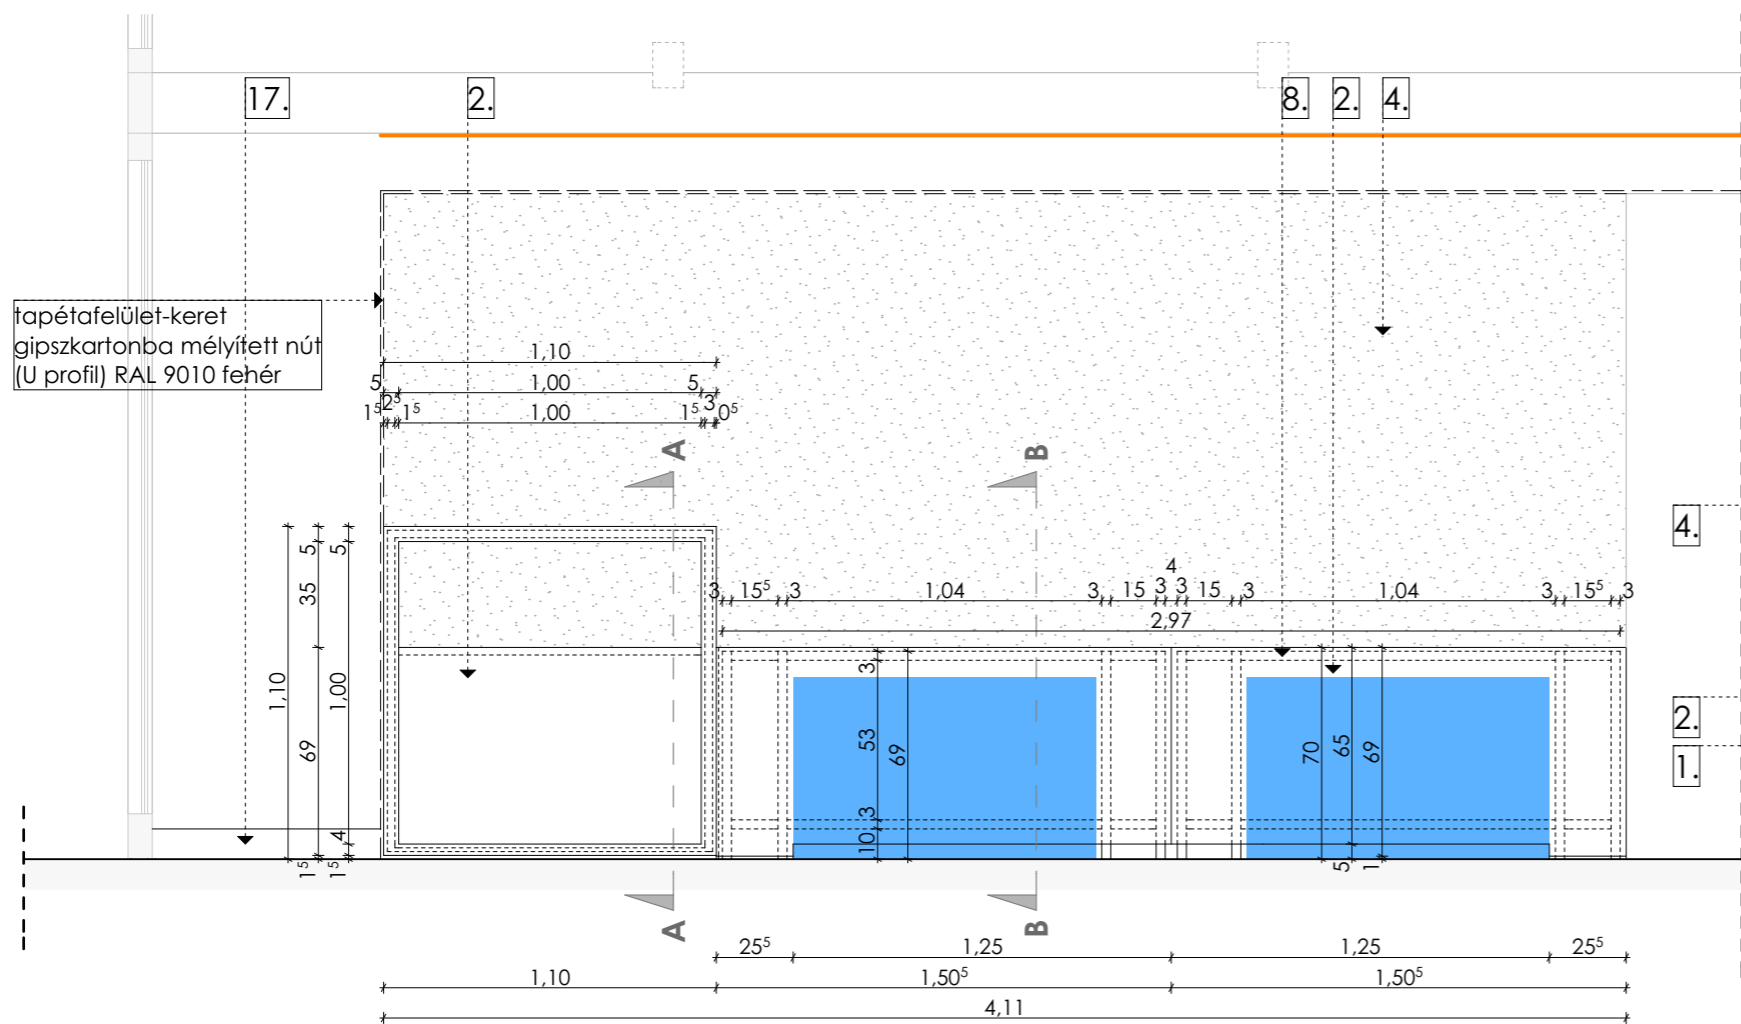 17.
2.
8.
2.
4.
tapétafelület-keret
gipszkartonba mélyített nút
(U profil) RAL 9010 fehér
1,10
5 1,00 5
1⁵ 2⁵ 1⁵ 1,00 1⁵ 3 0⁵
A
B
4.
4
3 15⁵ 3 1,04 3 15 3 3 15 3 1,04 3 15⁵ 3
2,97
1,10
5 35 69 1⁵
5 1,00 4 1⁵
3 53 3 10
69
70
65 5
69 1
2.
1.
A
B
25⁵ 1,25 1,25 25⁵
1,10 1,50⁵ 1,50⁵
4,11